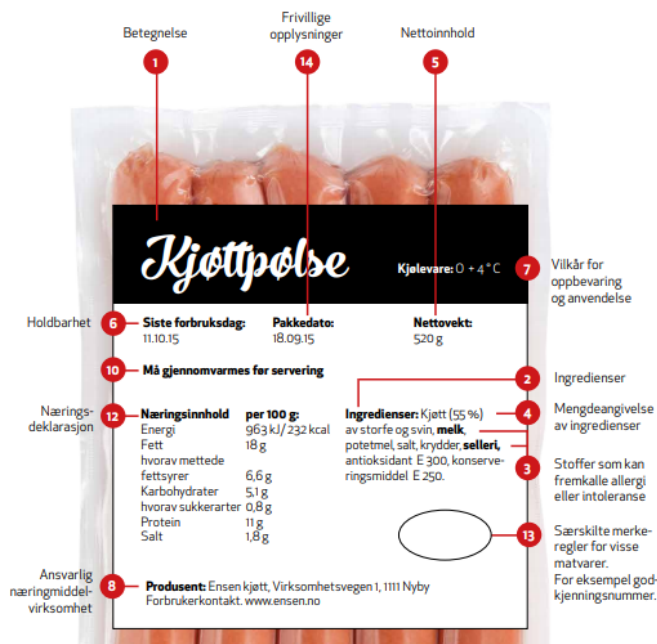 Betegnelse
Frivillige
opplysninger
Nettoinnhold
1
14
5
Kjøttpølse
Kjølevare: 0 + 4° C
7
Vilkår for
oppbevaring
og anvendelse
Holdbarhet
6
Siste forbruksdag:
11.10.15
Pakkedato:
18.09.15
Nettovekt:
520 g
10
Må gjennomvarmes før servering
2
Ingredienser
Nærings-
deklarasjon
12
Næringsinnhold per 100 g:
Energi 963 kJ/ 232 kcal
Fett 18 g
hvorav mettede
fettsyrer 6,6 g
Karbohydrater 5,1 g
hvorav sukkerarter 0,8 g
Protein 11 g
Salt 1,8 g
Ingredienser: Kjøtt (55 %)
av storfe og svin, melk,
potetmel, salt, krydder, selleri,
antioksidant E 300, konserve-
ringsmiddel E 250.
4
Mengdeangivelse
av ingredienser
3
Stoffer som kan
fremkalle allergi
eller intoleranse
13
Særskilte merke-
regler for visse
matvarer.
For eksempel god-
kjenningsnummer.
Ansvarlig
næringmiddel-
virksomhet
8
Produsent: Ensen kjøtt, Virksomhetsvegen 1, 1111 Nyby
Forbrukerkontakt. www.ensen.no